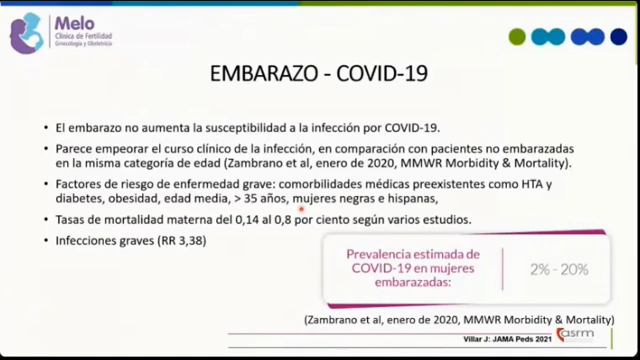 Melo
Clínica de Fertilidad
Ginecología y Obstetricia
EMBARAZO - COVID-19
• El embarazo no aumenta la susceptibilidad a la infección por COVID-19.
• Parece empeorar el curso clínico de la infección, en comparación con pacientes no embarazadas
en la misma categoría de edad (Zambrano et al, enero de 2020, MMWR Morbidity & Mortality).
• Factores de riesgo de enfermedad grave: comorbilidades médicas preexistentes como HTA y
diabetes, obesidad, edad media, > 35 años, mujeres negras e hispanas,
• Tasas de mortalidad materna del 0,14 al 0,8 por ciento según varios estudios.
• Infecciones graves (RR 3,38)
Prevalencia estimada de
COVID-19 en mujeres
embarazadas:
2% - 20%
(Zambrano et al, enero de 2020, MMWR Morbidity & Mortality)
Villar J: JAMA Peds 2021
asrm